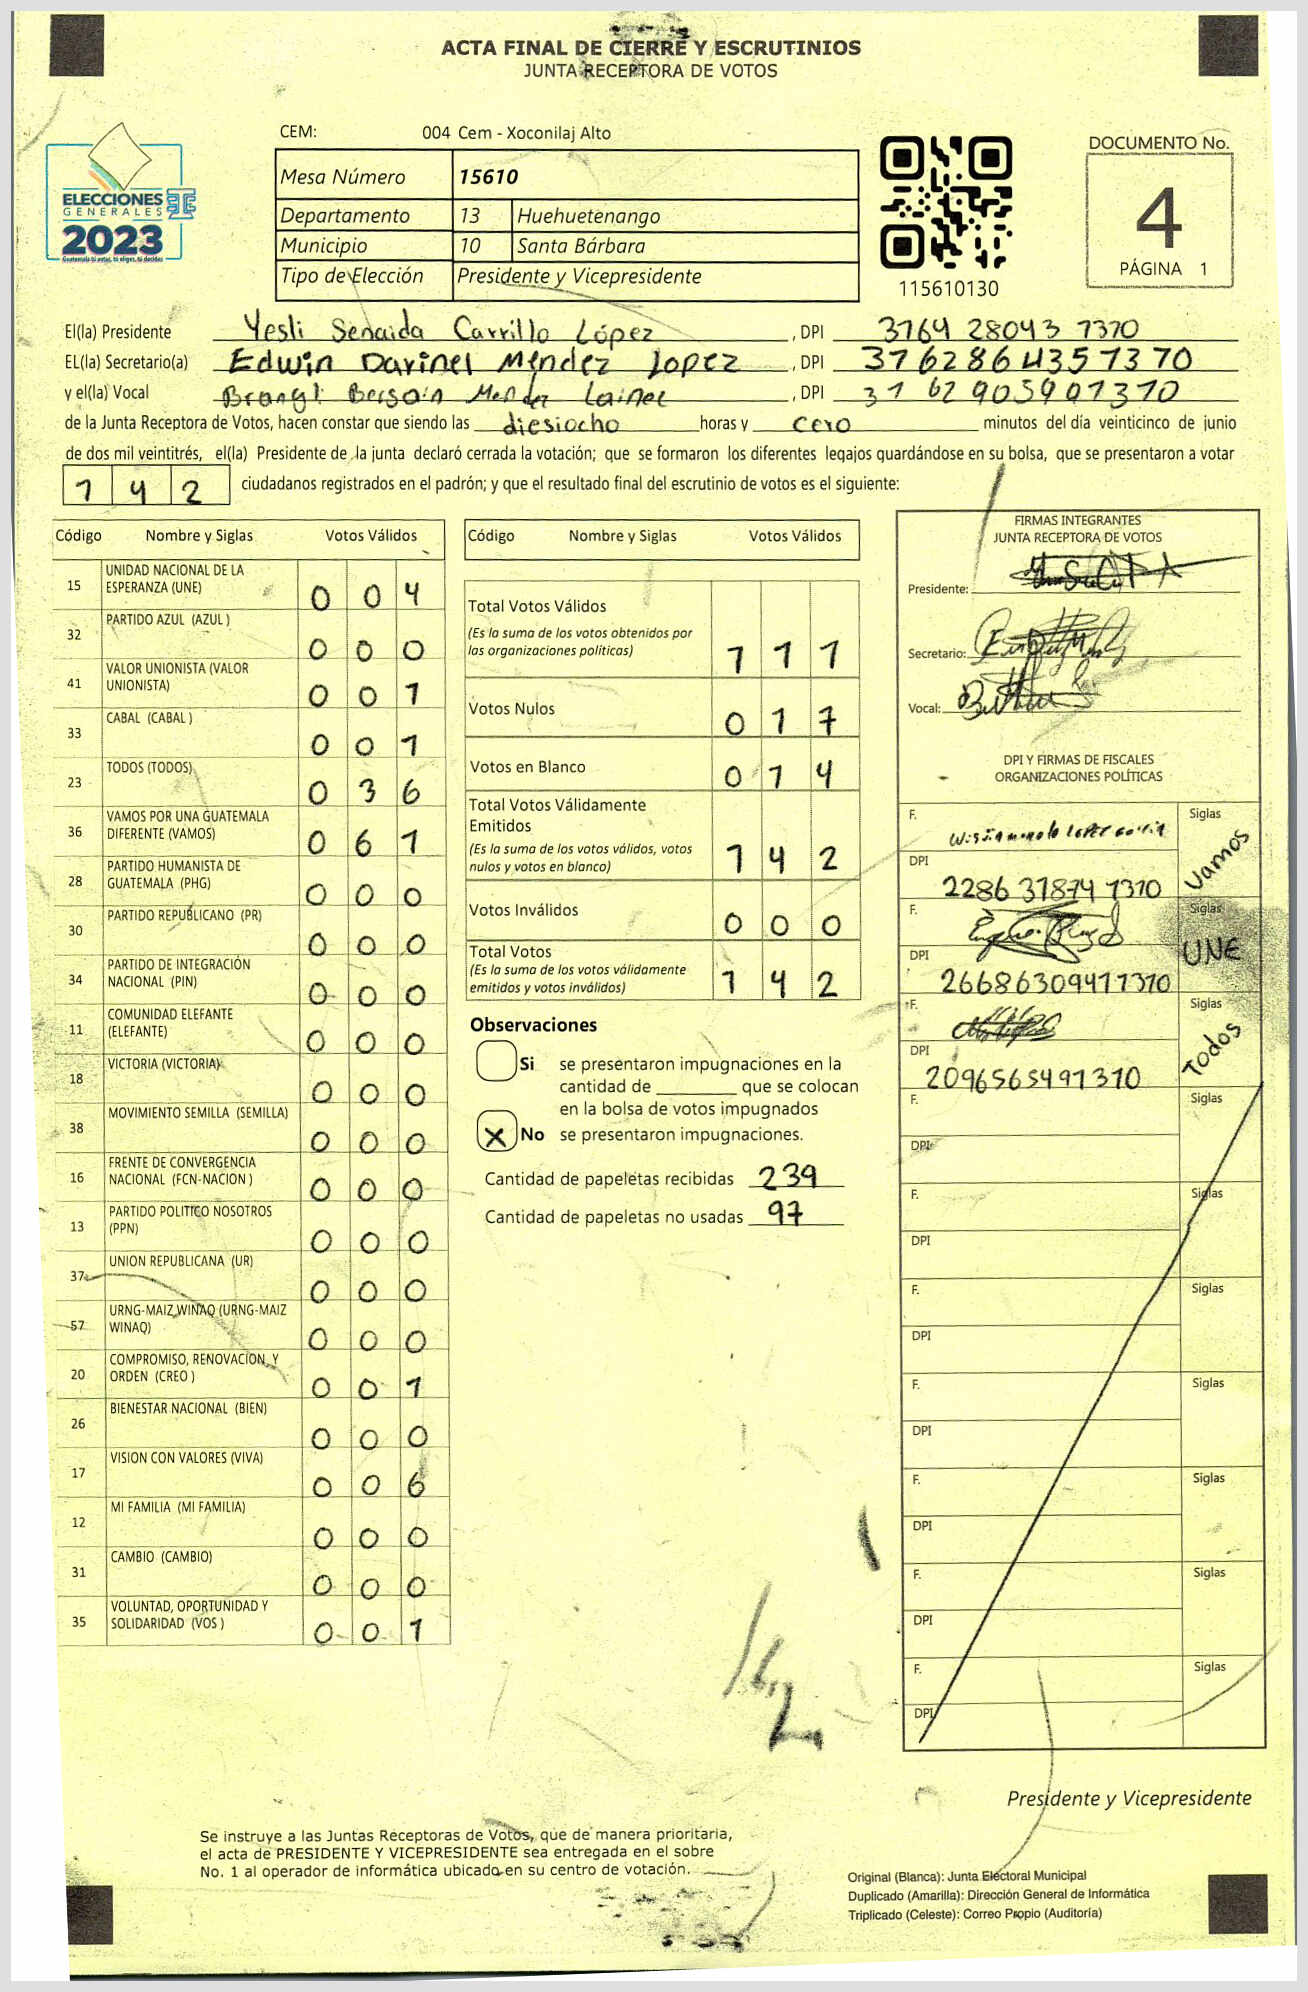 ACTA FINAL DE CIERRE Y ESCRUTINIOS
JUNTA RECEPTORA DE VOTOS
ELECCIONES
GENERALES
2023
CEM: 004 Cem - Xoconilaj Alto
Mesa Número 15610
Departamento 13 Huehuetenango
Municipio 10 Santa Bárbara
Tipo de Elección Presidente y Vicepresidente
115610130
DOCUMENTO No.
4
PÁGINA 1
El(la) Presidente Yesli Senaida Carrillo López, DPI 3764 28043 1310
EL(la) Secretario(a) Edwin Davinel Méndez Lopez, DPI 3762864357370
y el(la) Vocal Mendez Lainez, DPI
de la Junta Receptora de Votos, hacen constar que siendo las diesiocho horas y cero minutos del día veinticinco de junio
de dos mil veintitrés, el(la) Presidente de la junta declaró cerrada la votación; que se formaron los diferentes legajos guardándose en su bolsa, que se presentaron a votar
1 4 2 ciudadanos registrados en el padrón; y que el resultado final del escrutinio de votos es el siguiente:
Código Nombre y Siglas Votos Válidos
15 UNIDAD NACIONAL DE LA ESPERANZA (UNE) 0 0 4
32 PARTIDO AZUL (AZUL ) 0 0 0
41 VALOR UNIONISTA (VALOR UNIONISTA) 0 0 1
33 CABAL (CABAL ) 0 0 1
23 TODOS (TODOS) 0 3 6
36 VAMOS POR UNA GUATEMALA DIFERENTE (VAMOS) 0 6 1
28 PARTIDO HUMANISTA DE GUATEMALA (PHG) 0 0 0
30 PARTIDO REPUBLICANO (PR) 0 0 0
34 PARTIDO DE INTEGRACIÓN NACIONAL (PIN) 0 0 0
11 COMUNIDAD ELEFANTE (ELEFANTE) 0 0 0
18 VICTORIA (VICTORIA) 0 0 0
38 MOVIMIENTO SEMILLA (SEMILLA) 0 0 0
16 FRENTE DE CONVERGENCIA NACIONAL (FCN-NACION ) 0 0 0
13 PARTIDO POLITICO NOSOTROS (PPN) 0 0 0
37 UNION REPUBLICANA (UR) 0 0 0
57 URNG-MAIZ WINAQ (URNG-MAIZ WINAQ) 0 0 0
20 COMPROMISO, RENOVACION, Y ORDEN (CREO ) 0 0 1
26 BIENESTAR NACIONAL (BIEN) 0 0 0
17 VISION CON VALORES (VIVA) 0 0 6
12 MI FAMILIA (MI FAMILIA) 0 0 0
31 CAMBIO (CAMBIO) 0 0 0
35 VOLUNTAD, OPORTUNIDAD Y SOLIDARIDAD (VOS ) 0 0 1
Código Nombre y Siglas Votos Válidos
Total Votos Válidos
(Es la suma de los votos obtenidos por
las organizaciones políticas) 1 1 1
Votos Nulos 0 1 7
Votos en Blanco 0 1 4
Total Votos Válidamente
Emitidos
(Es la suma de los votos válidos, votos
nulos y votos en blanco) 1 4 2
Votos Inválidos 0 0 0
Total Votos
(Es la suma de los votos válidamente
emitidos y votos inválidos) 1 4 2
Observaciones
Si se presentaron impugnaciones en la
cantidad de ________ que se colocan
en la bolsa de votos impugnados
X No se presentaron impugnaciones.
Cantidad de papeletas recibidas 239
Cantidad de papeletas no usadas 97
FIRMAS INTEGRANTES
JUNTA RECEPTORA DE VOTOS
Presidente:
Secretario:
Vocal:
DPI Y FIRMAS DE FISCALES
ORGANIZACIONES POLÍTICAS
F. Siglas Vamos
DPI 2286 31874 1310
F. Siglas UNE
DPI 2668630941 1310
F. Siglas Todos
DPI 2096565491310
F. Siglas
DPI
F. Siglas
DPI
F. Siglas
DPI
F. Siglas
DPI
F. Siglas
DPI
F. Siglas
DPI
F. Siglas
DPI
Presidente y Vicepresidente
Se instruye a las Juntas Receptoras de Votos, que de manera prioritaria,
el acta de PRESIDENTE Y VICEPRESIDENTE sea entregada en el sobre
No. 1 al operador de informática ubicado en su centro de votación.
Original (Blanca): Junta Electoral Municipal
Duplicado (Amarilla): Dirección General de Informática
Triplicado (Celeste): Correo Propio (Auditoría)